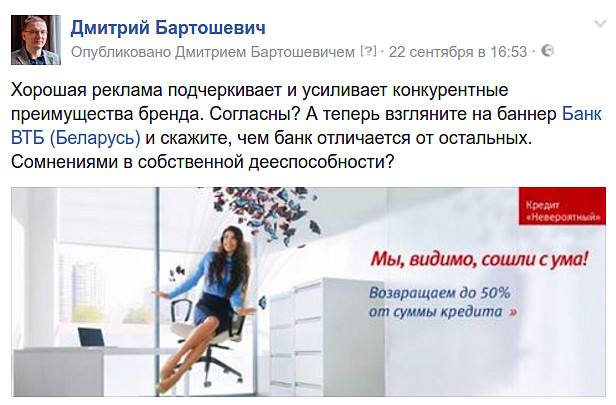 Дмитрий Бартошевич
Опубликовано Дмитрием Бартошевичем [?] · 22 сентября в 16:53 ·
Хорошая реклама подчеркивает и усиливает конкурентные
преимущества бренда. Согласны? А теперь взгляните на баннер Банк
ВТБ (Беларусь) и скажите, чем банк отличается от остальных.
Сомнениями в собственной дееспособности?
Кредит
«Невероятный»
Мы, видимо, сошли с ума!
Возвращаем до 50%
от суммы кредита »